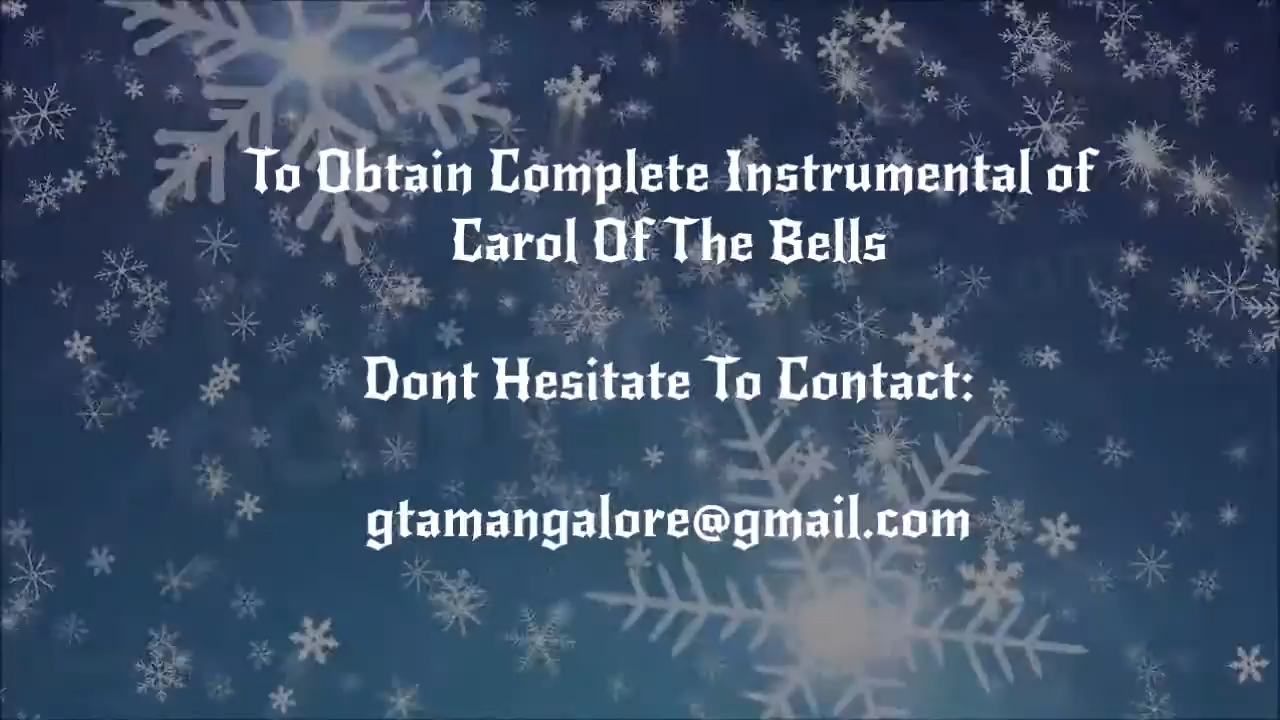 To Obtain Complete Instrumental of
Carol Of The Bells
Dont Hesitate To Contact:
gtamangalore@gmail.com